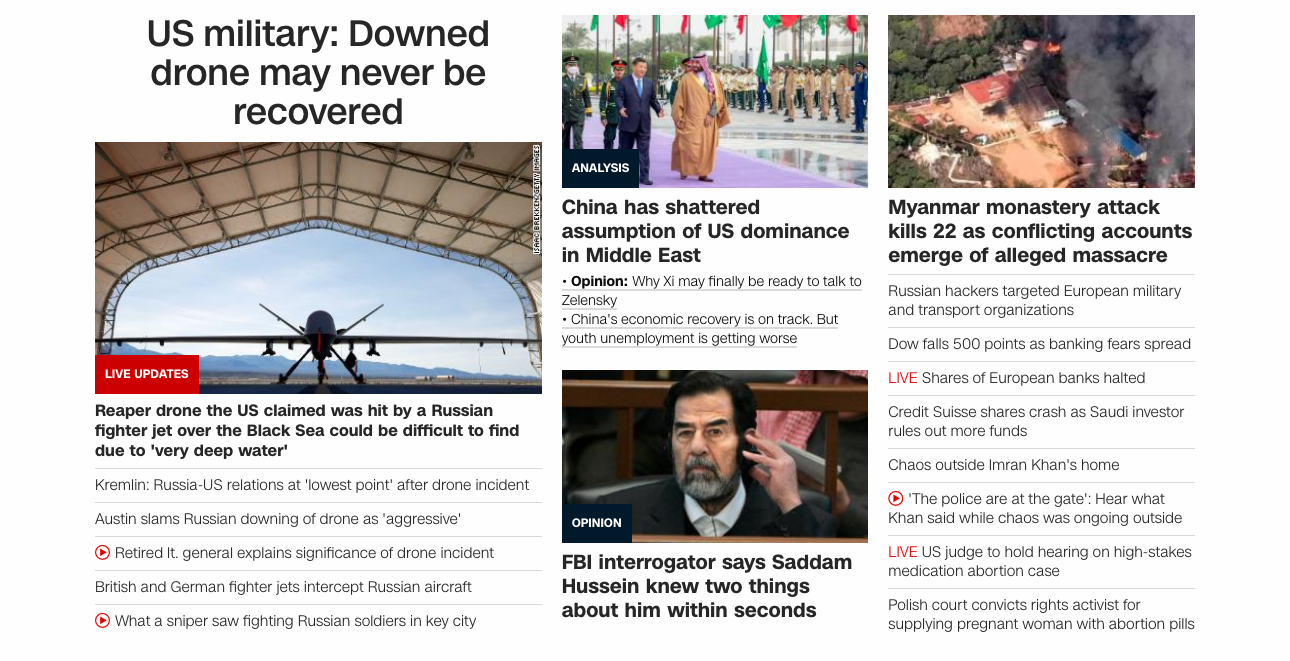 US military: Downed
drone may never be
recovered
ISAAC BREKKEN/GETTY IMAGES
LIVE UPDATES
Reaper drone the US claimed was hit by a Russian
fighter jet over the Black Sea could be difficult to find
due to 'very deep water'
Kremlin: Russia-US relations at 'lowest point' after drone incident
Austin slams Russian downing of drone as 'aggressive'
Retired lt. general explains significance of drone incident
British and German fighter jets intercept Russian aircraft
What a sniper saw fighting Russian soldiers in key city
ANALYSIS
China has shattered
assumption of US dominance
in Middle East
• Opinion: Why Xi may finally be ready to talk to
Zelensky
• China's economic recovery is on track. But
youth unemployment is getting worse
OPINION
FBI interrogator says Saddam
Hussein knew two things
about him within seconds
Myanmar monastery attack
kills 22 as conflicting accounts
emerge of alleged massacre
Russian hackers targeted European military
and transport organizations
Dow falls 500 points as banking fears spread
LIVE Shares of European banks halted
Credit Suisse shares crash as Saudi investor
rules out more funds
Chaos outside Imran Khan's home
'The police are at the gate': Hear what
Khan said while chaos was ongoing outside
LIVE US judge to hold hearing on high-stakes
medication abortion case
Polish court convicts rights activist for
supplying pregnant woman with abortion pills